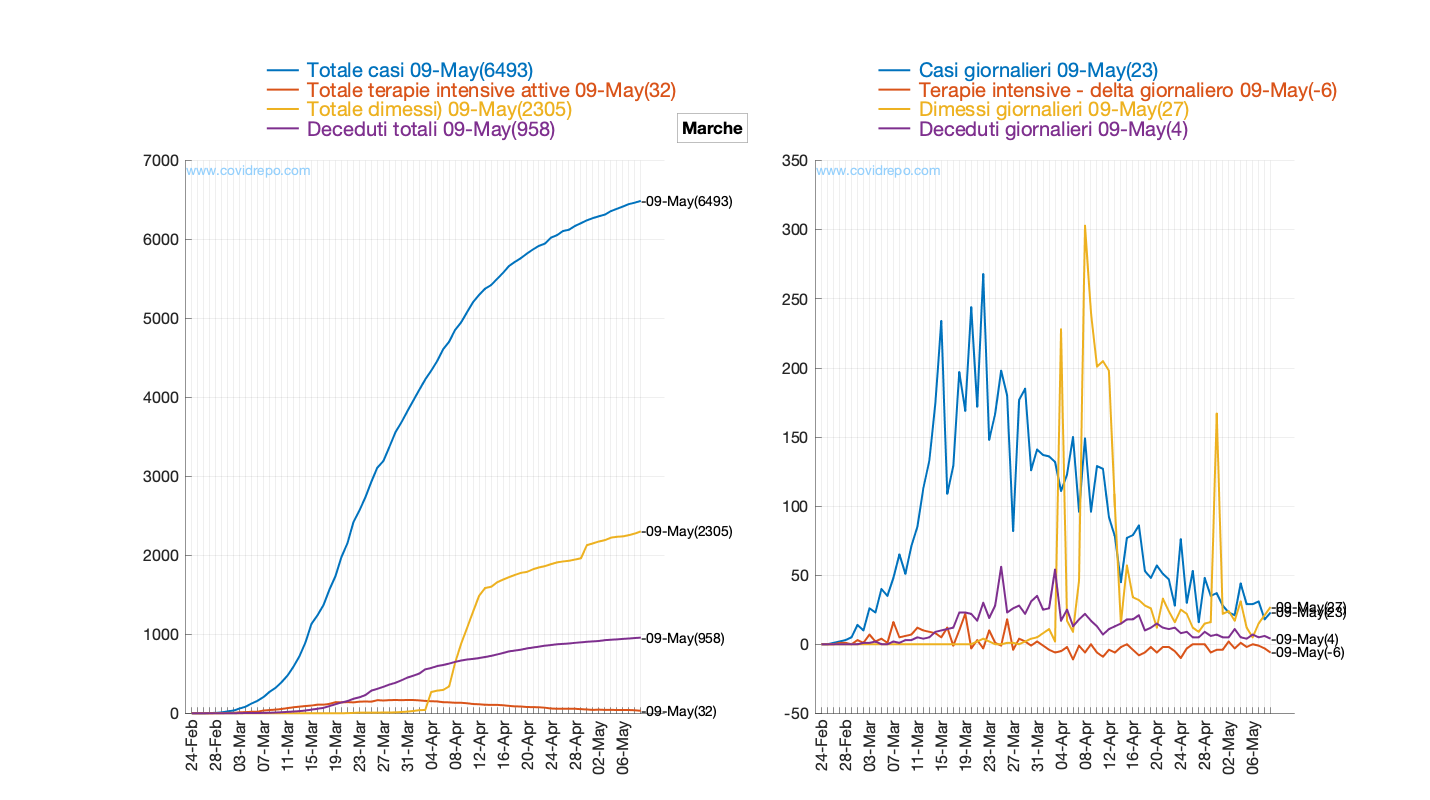 Totale casi 09-May(6493)
Totale terapie intensive attive 09-May(32)
Totale dimessi) 09-May(2305)
Deceduti totali 09-May(958)
Marche
Casi giornalieri 09-May(23)
Terapie intensive - delta giornaliero 09-May(-6)
Dimessi giornalieri 09-May(27)
Deceduti giornalieri 09-May(4)
www.covidrepo.com
7000
6000
5000
4000
3000
2000
1000
0
-09-May(6493)
-09-May(2305)
-09-May(958)
-09-May(32)
24-Feb
28-Feb
03-Mar
07-Mar
11-Mar
15-Mar
19-Mar
23-Mar
27-Mar
31-Mar
04-Apr
08-Apr
12-Apr
16-Apr
20-Apr
24-Apr
28-Apr
02-May
06-May
www.covidrepo.com
350
300
250
200
150
100
50
0
-50
-09-May(27)
-09-May(23)
-09-May(4)
-09-May(-6)
24-Feb
28-Feb
03-Mar
07-Mar
11-Mar
15-Mar
19-Mar
23-Mar
27-Mar
31-Mar
04-Apr
08-Apr
12-Apr
16-Apr
20-Apr
24-Apr
28-Apr
02-May
06-May